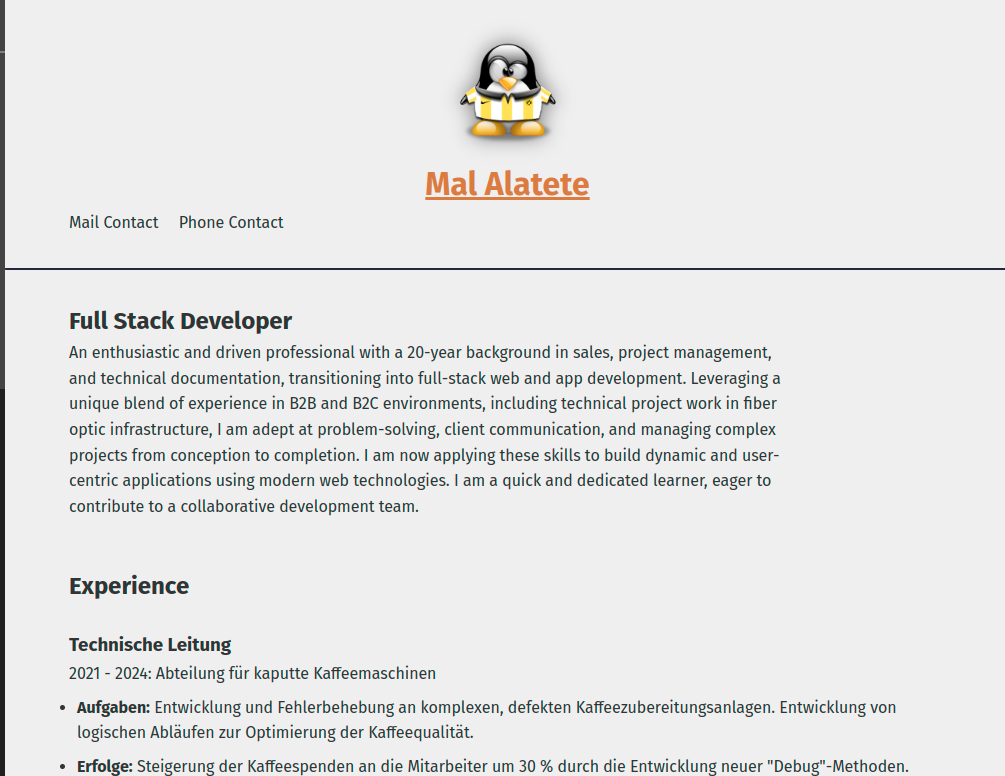 Mal Alatete
Mail Contact Phone Contact
Full Stack Developer
An enthusiastic and driven professional with a 20-year background in sales, project management,
and technical documentation, transitioning into full-stack web and app development. Leveraging a
unique blend of experience in B2B and B2C environments, including technical project work in fiber
optic infrastructure, I am adept at problem-solving, client communication, and managing complex
projects from conception to completion. I am now applying these skills to build dynamic and user-
centric applications using modern web technologies. I am a quick and dedicated learner, eager to
contribute to a collaborative development team.
Experience
Technische Leitung
2021 - 2024: Abteilung für kaputte Kaffeemaschinen
• Aufgaben: Entwicklung und Fehlerbehebung an komplexen, defekten Kaffeezubereitungsanlagen. Entwicklung von
logischen Abläufen zur Optimierung der Kaffeequalität.
• Erfolge: Steigerung der Kaffeespenden an die Mitarbeiter um 30 % durch die Entwicklung neuer "Debug"-Methoden.